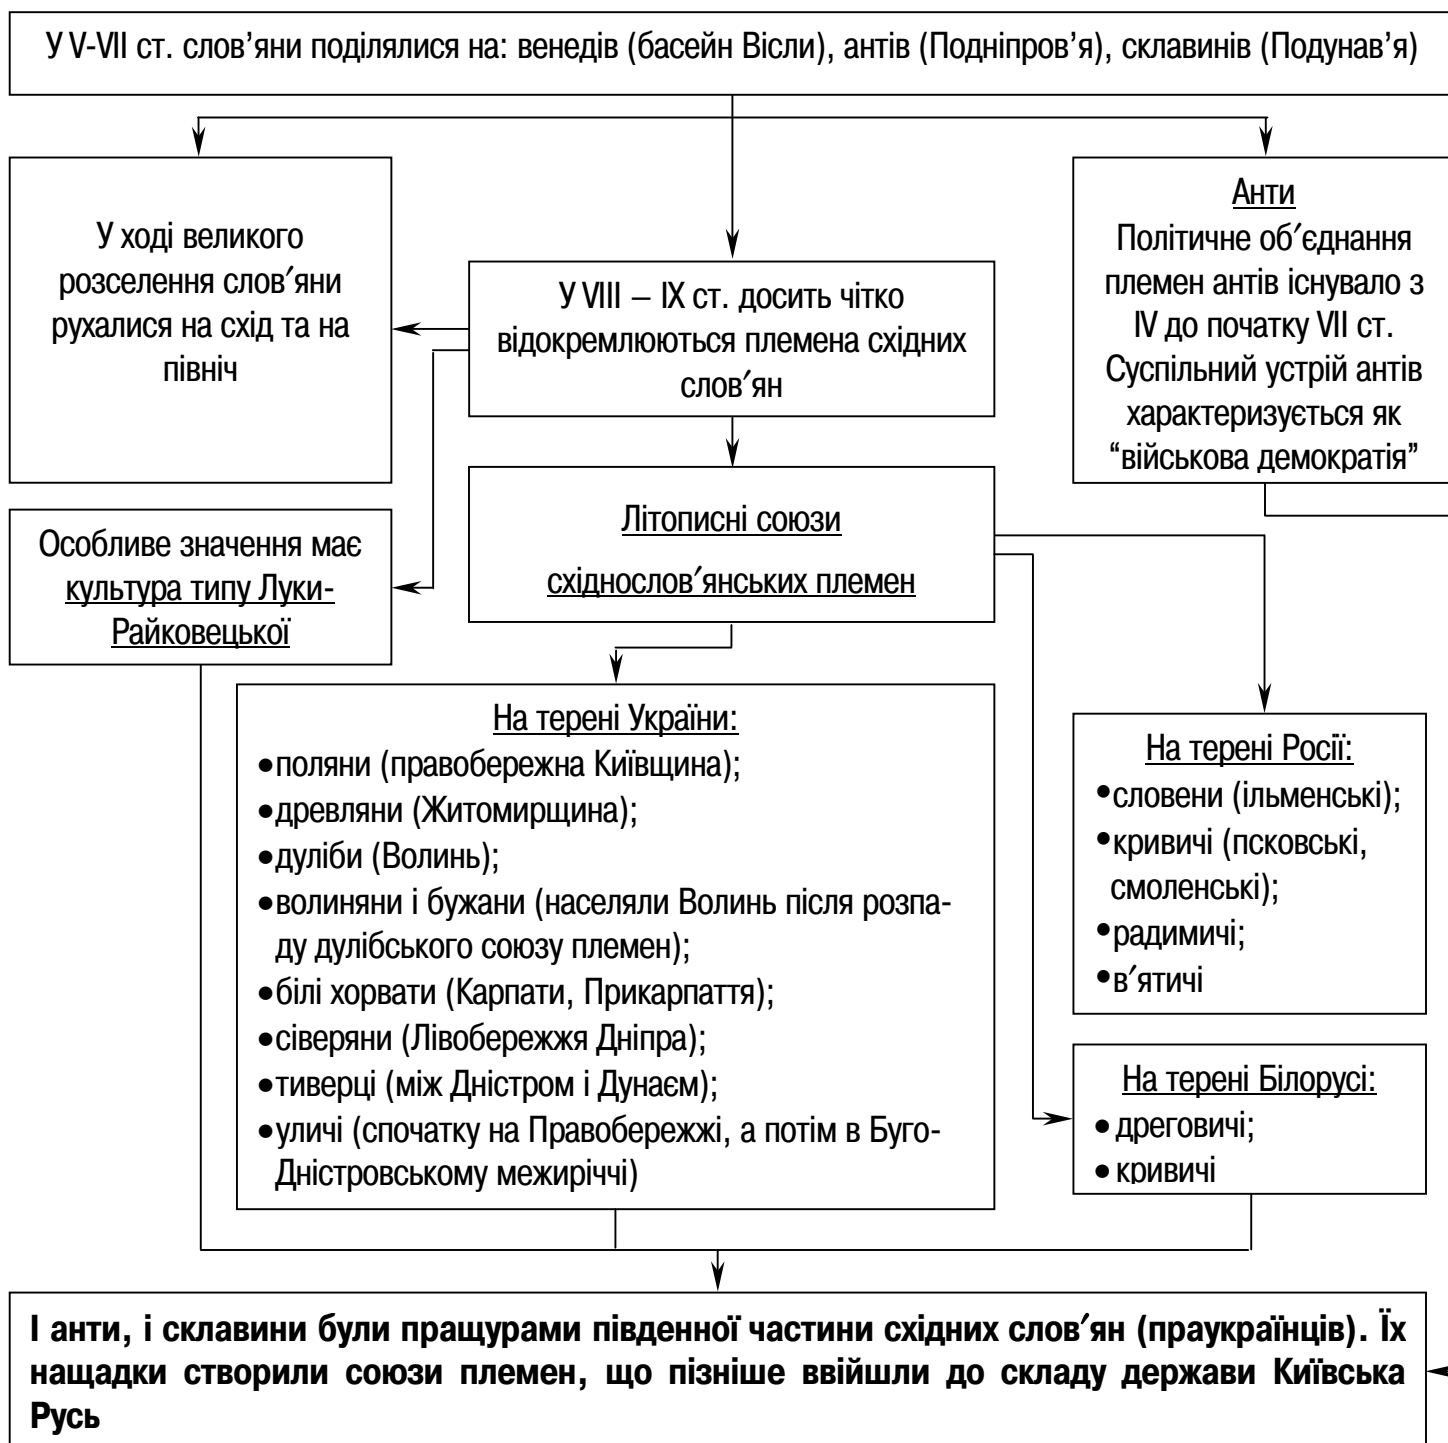 У V-VII ст. слов’яни поділялися на: венедів (басейн Вісли), антів (Подніпров’я), склавинів (Подунав’я)
У ході великого
розселення слов′яни
рухалися на схід та на
північ
У VIII – IX ст. досить чітко
відокремлюються племена східних
слов′ян
Анти
Політичне об′єднання
племен антів існувало з
IV до початку VII ст.
Суспільний устрій антів
характеризується як
“військова демократія”
Особливе значення має
культура типу Луки-
Райковецької
Літописні союзи
східнослов′янських племен
На терені України:
•поляни (правобережна Київщина);
•древляни (Житомирщина);
•дуліби (Волинь);
•волиняни і бужани (населяли Волинь після розпа-
ду дулібського союзу племен);
•білі хорвати (Карпати, Прикарпаття);
•сіверяни (Лівобережжя Дніпра);
•тиверці (між Дністром і Дунаєм);
•уличі (спочатку на Правобережжі, а потім в Буго-
Дністровському межиріччі)
На терені Росії:
•словени (ільменські);
•кривичі (псковські,
смоленські);
•радимичі;
•в′ятичі
На терені Білорусі:
• дреговичі;
• кривичі
І анти, і склавини були пращурами південної частини східних слов′ян (праукраїнців). Їх
нащадки створили союзи племен, що пізніше ввійшли до складу держави Київська
Русь